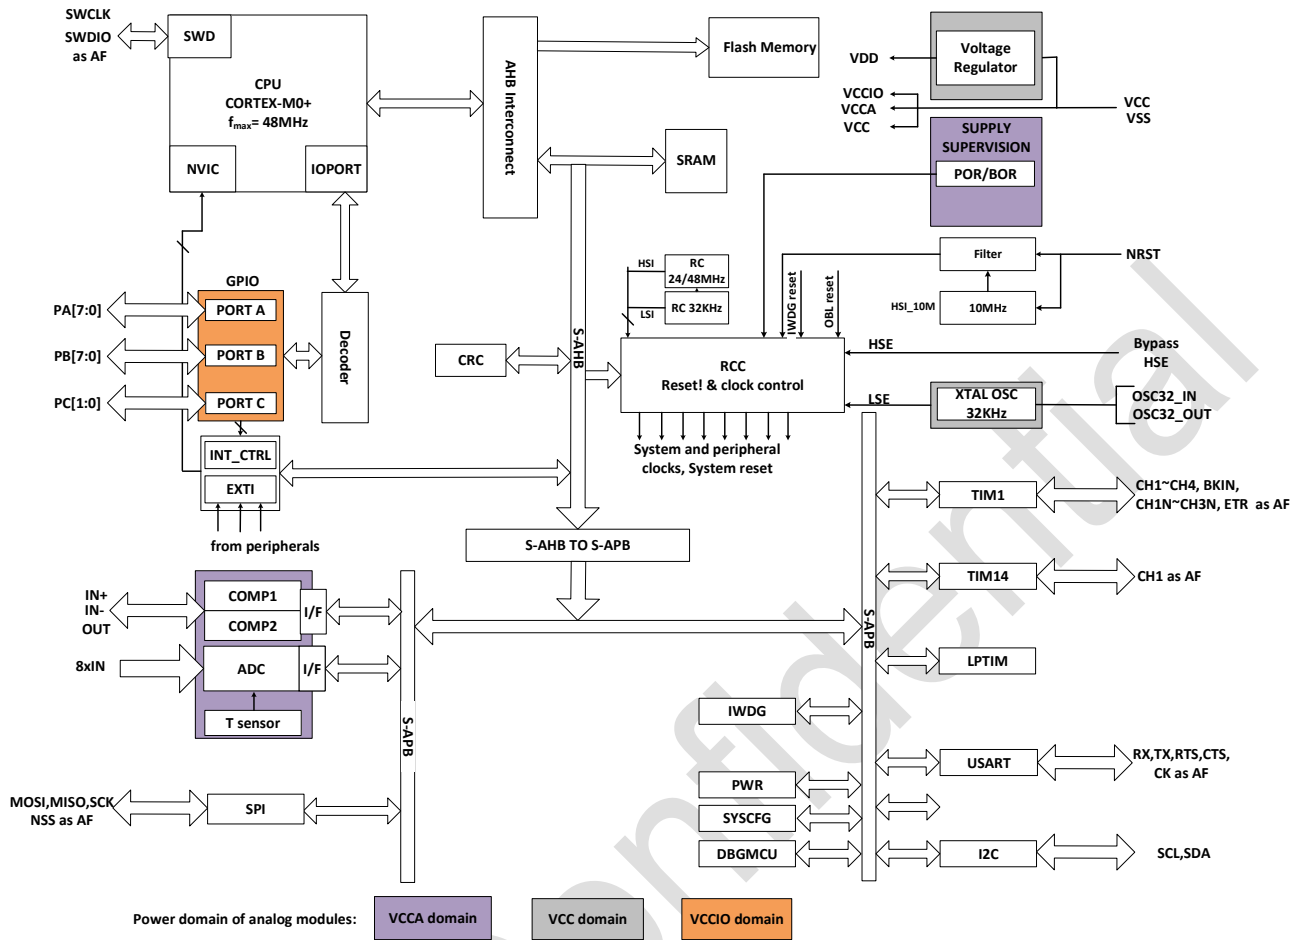 SWCLK
SWDIO
as AF
SWD
CPU
CORTEX-M0+
fmax= 48MHz
NVIC
IOPORT
AHB Interconnect
Flash Memory
SRAM
VDD
VCCIO
VCCA
VCC
Voltage
Regulator
VCC
VSS
SUPPLY
SUPERVISION
POR/BOR
Filter
NRST
HSI_10M
10MHz
HSI
RC
24/48MHz
LSI
RC 32KHz
IWDG reset
OBL reset
GPIO
PA[7:0]
PORT A
PB[7:0]
PORT B
PC[1:0]
PORT C
Decoder
CRC
S-AHB
RCC
Reset! & clock control
HSE
Bypass
HSE
LSE
XTAL OSC
32KHz
OSC32_IN
OSC32_OUT
System and peripheral
clocks, System reset
INT_CTRL
EXTI
from peripherals
S-AHB TO S-APB
TIM1
CH1~CH4, BKIN,
CH1N~CH3N, ETR as AF
TIM14
CH1 as AF
IN+
IN-
OUT
COMP1
COMP2
I/F
8xIN
ADC
I/F
T sensor
S-APB
S-APB
LPTIM
IWDG
USART
RX,TX,RTS,CTS,
CK as AF
PWR
MOSI,MISO,SCK
NSS as AF
SPI
SYSCFG
DBGMCU
I2C
SCL,SDA
Power domain of analog modules:
VCCA domain
VCC domain
VCCIO domain
onfidential